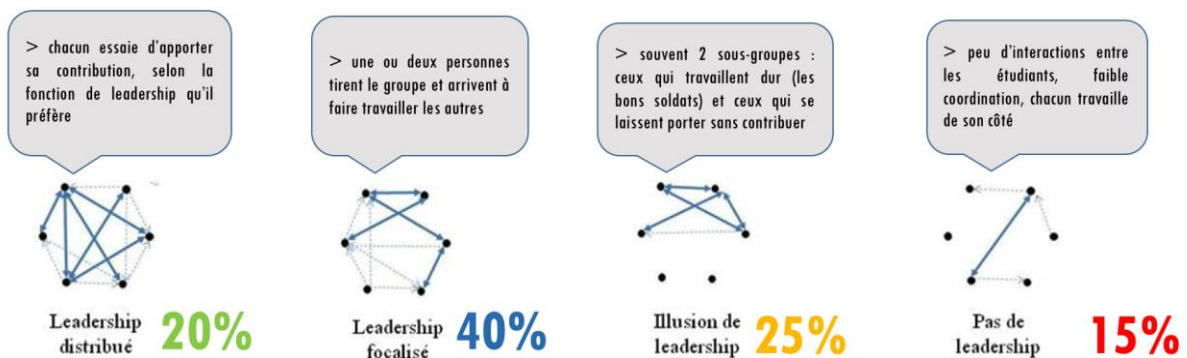 > chacun essaie d'apporter
sa contribution, selon la
fonction de leadership qu'il
préfère
> une ou deux personnes
tirent le groupe et arrivent à
faire travailler les autres
> souvent 2 sous-groupes :
ceux qui travaillent dur (les
bons soldats) et ceux qui se
laissent porter sans contribuer
> peu d'interactions entre
les étudiants, faible
coordination, chacun travaille
de son côté
Leadership
distribué
20%
Leadership
focalisé
40%
Illusion de
leadership
25%
Pas de
leadership
15%